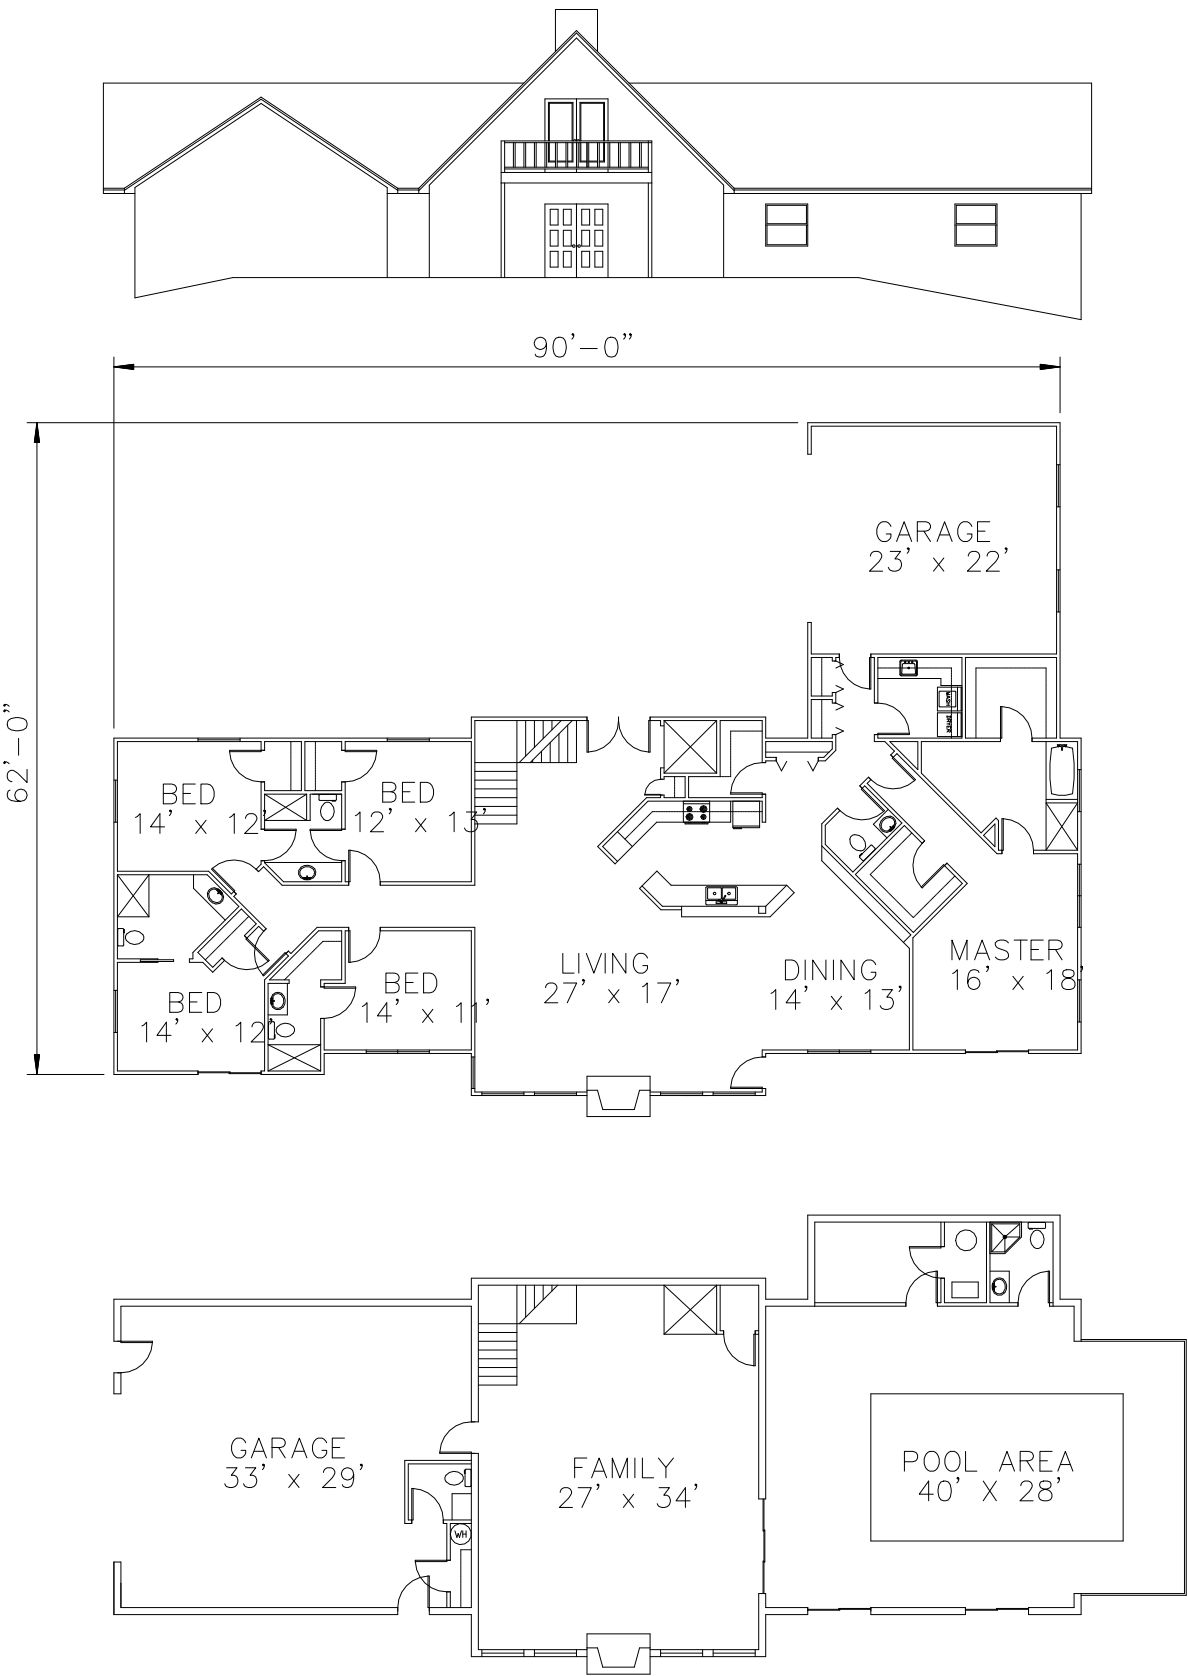 90'-0"
62'-0"
GARAGE
23' x 22'
WASH
DRYER
BED
14' x 12'
BED
12' x 13'
LIVING
27' x 17'
DINING
14' x 13'
MASTER
16' x 18'
BED
14' x 12'
BED
14' x 11'
GARAGE
33' x 29'
WH
FAMILY
27' x 34'
POOL AREA
40' X 28'